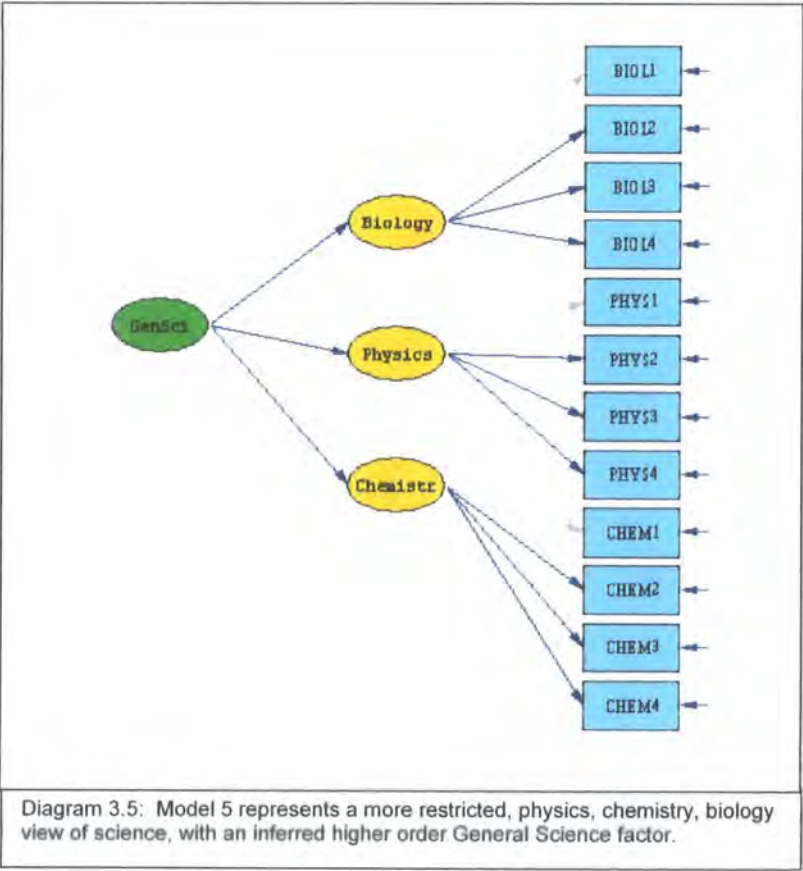 BIOL1
BIOL2
BIOL3
Biology
BIOL4
GenSci
PHYS1
Physics
PHYS2
PHYS3
PHYS4
Chemistr
CHEM1
CHEM2
CHEM3
CHEM4
Diagram 3.5: Model 5 represents a more restricted, physics, chemistry, biology
view of science, with an inferred higher order General Science factor.